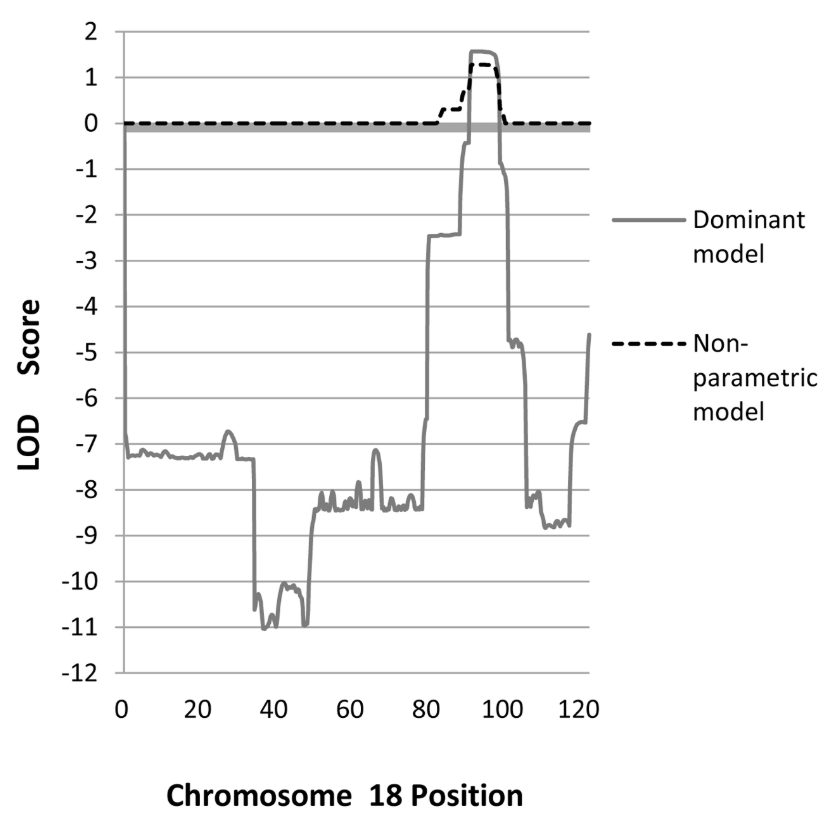 2
1
0
-1
-2
-3
-4
-5
-6
-7
-8
-9
-10
-11
-12
LOD Score
0 20 40 60 80 100 120
Chromosome 18 Position
Dominant
model
Non-
parametric
model